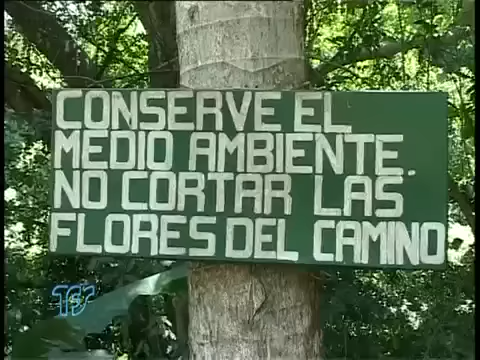 CONSERVE EL
MEDIO AMBIENTE.
NO CORTAR LAS
FLORES DEL CAMINO